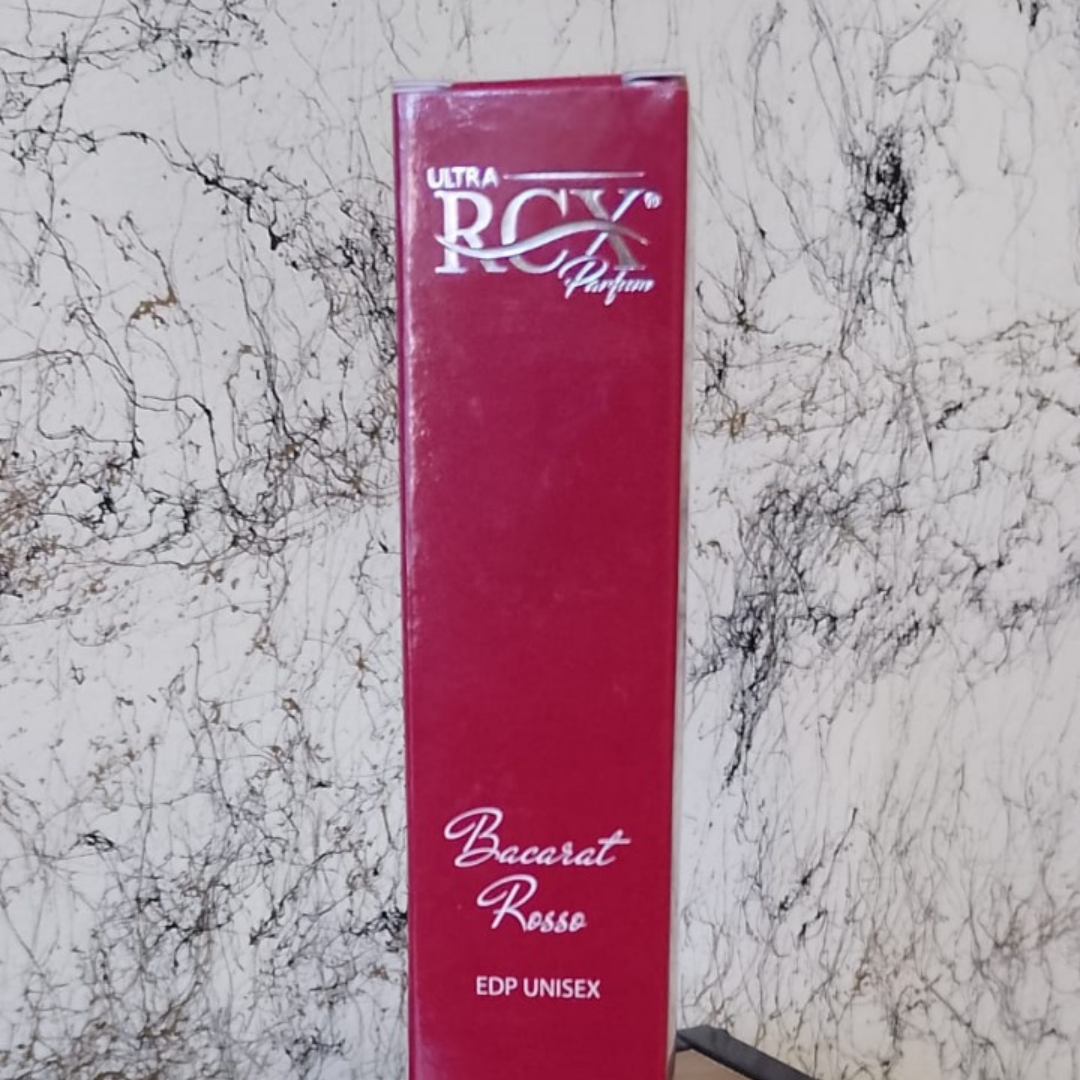 ULTRA
RCX®
Parfum
Bacarat
Rosso
EDP UNISEX